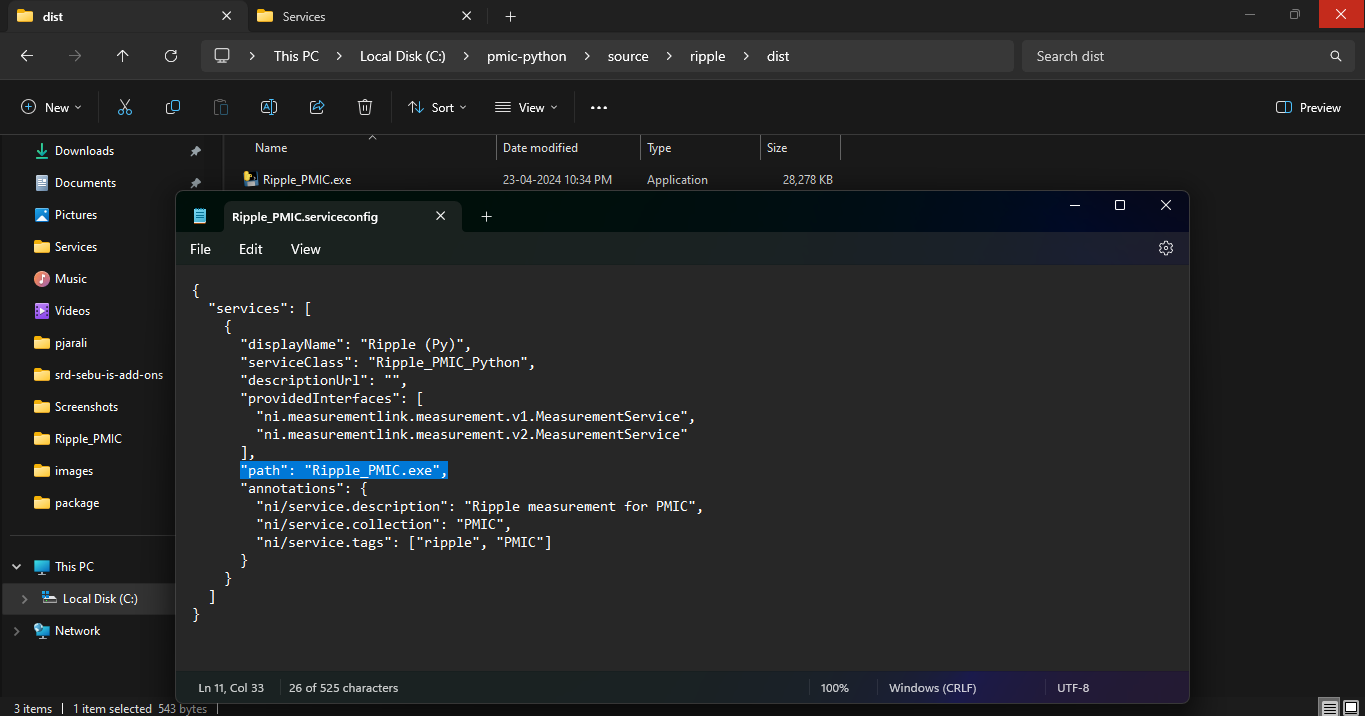 dist
Services
This PC
Local Disk (C:)
pmic-python
source
ripple
dist
Search dist
New
Sort
View
Preview
Downloads
Documents
Pictures
Services
Music
Videos
pjarali
srd-sebu-is-add-ons
Screenshots
Ripple_PMIC
images
package
This PC
Local Disk (C:)
Network
Name
Date modified
Type
Size
Ripple_PMIC.exe
23-04-2024 10:34 PM
Application
28,278 KB
Ripple_PMIC.serviceconfig
File
Edit
View
{
"services": [
{
"displayName": "Ripple (Py)",
"serviceClass": "Ripple_PMIC_Python",
"descriptionUrl": "",
"providedInterfaces": [
"ni.measurementlink.measurement.v1.MeasurementService",
"ni.measurementlink.measurement.v2.MeasurementService"
],
"path": "Ripple_PMIC.exe",
"annotations": {
"ni/service.description": "Ripple measurement for PMIC",
"ni/service.collection": "PMIC",
"ni/service.tags": ["ripple", "PMIC"]
}
}
]
}
Ln 11, Col 33
26 of 525 characters
100%
Windows (CRLF)
UTF-8
3 items
1 item selected 543 bytes